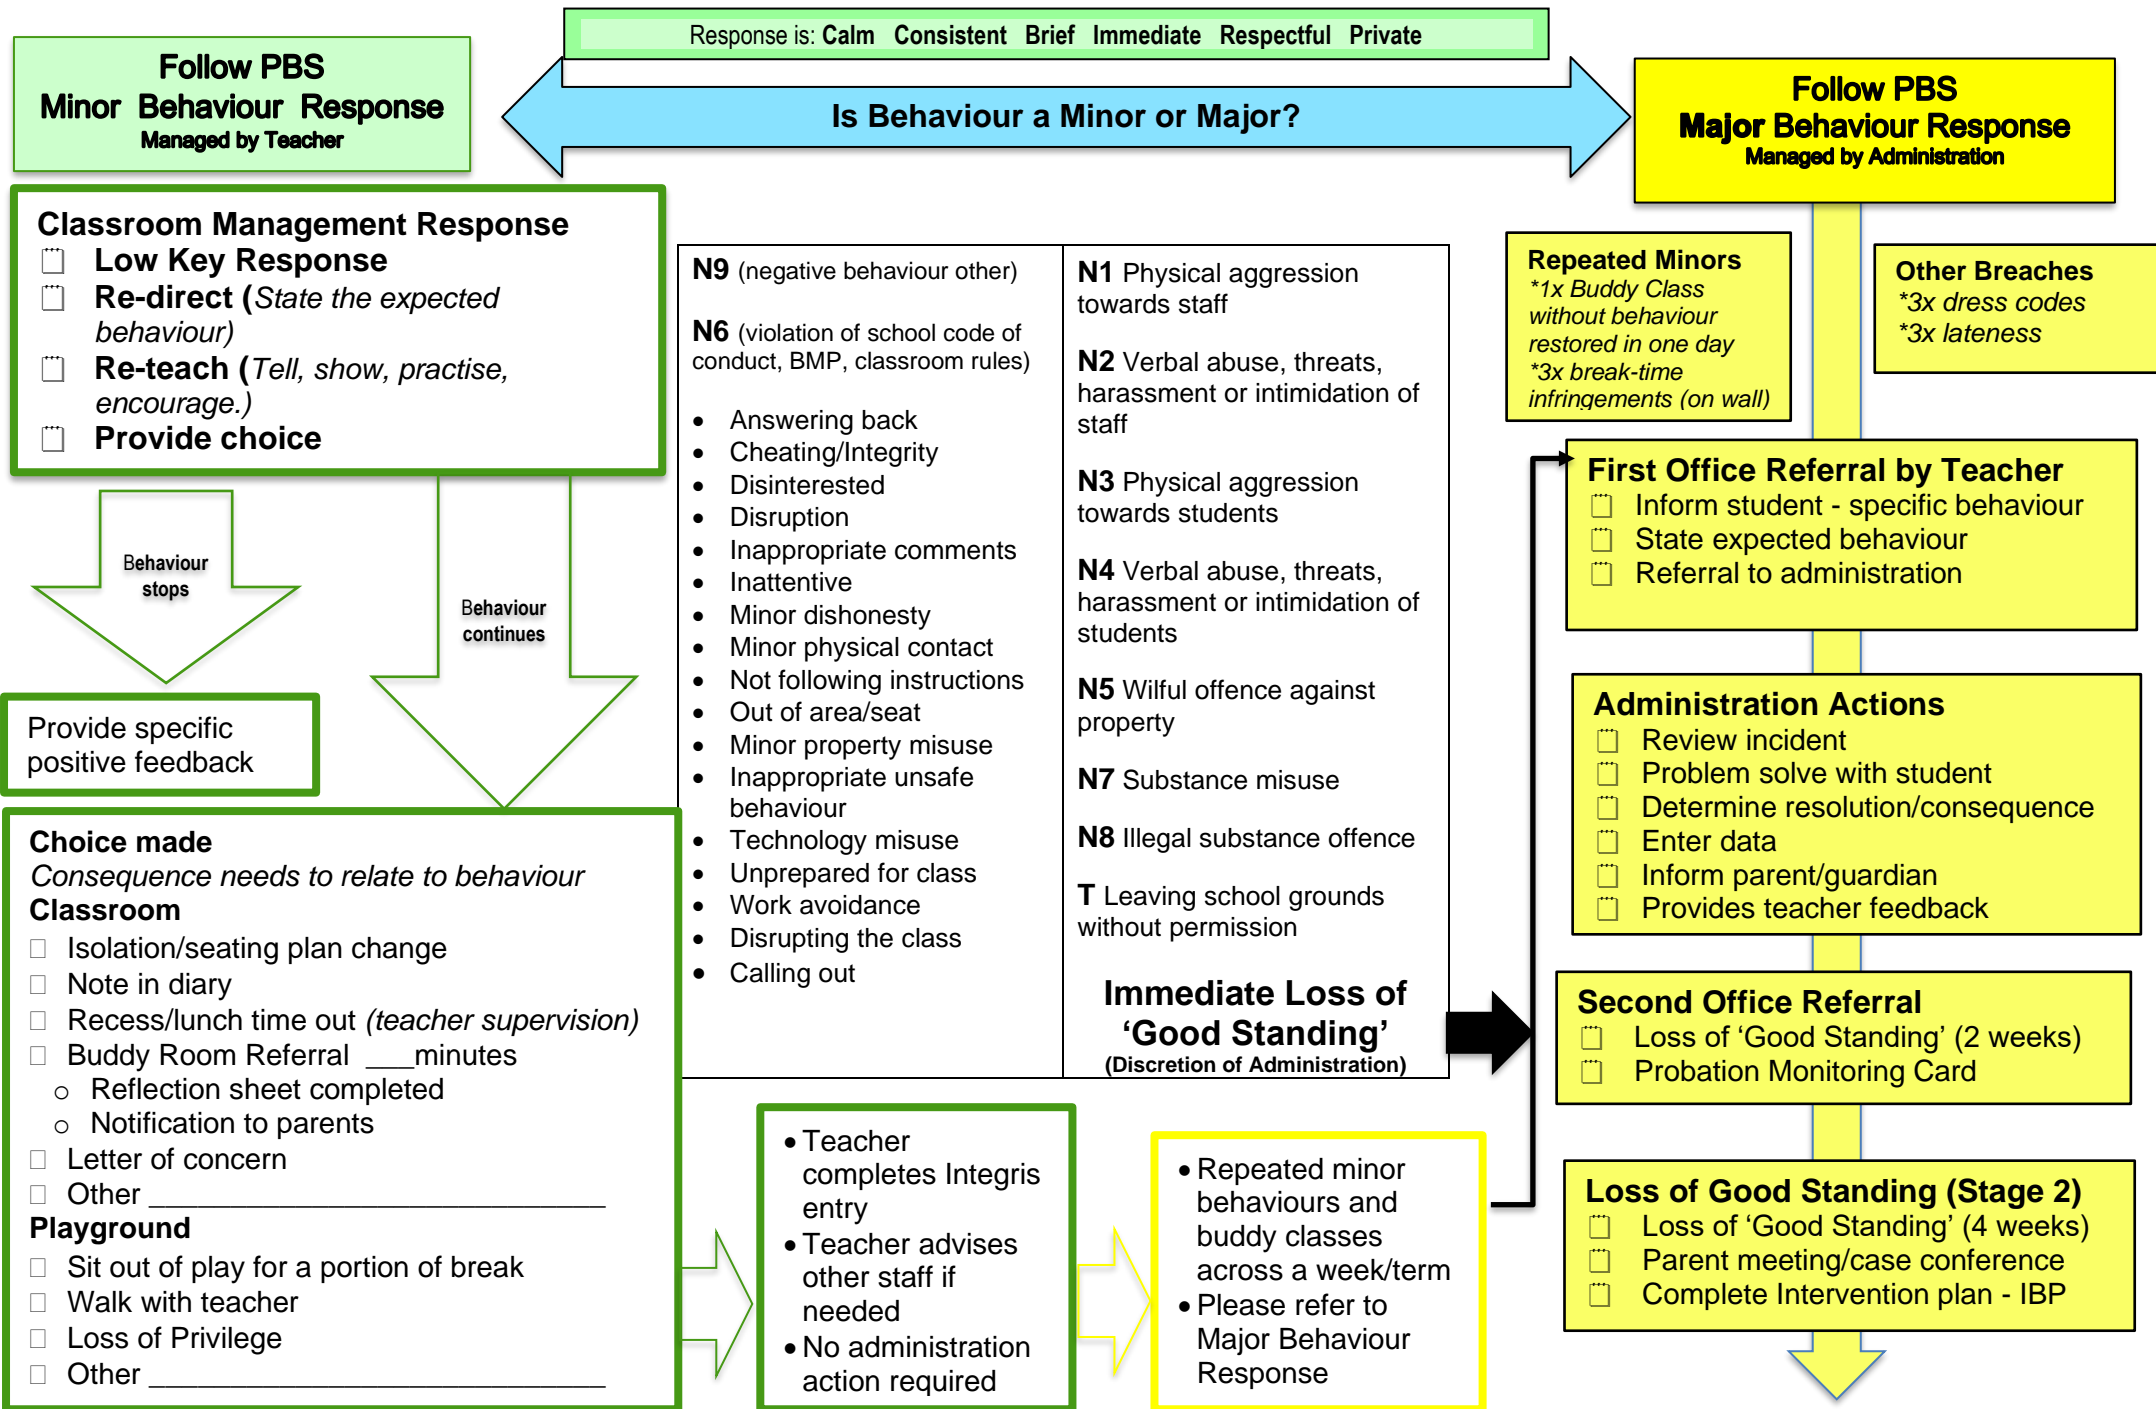 Response is: Calm Consistent Brief Immediate Respectful Private
Follow PBS
Minor Behaviour Response
Managed by Teacher
Is Behaviour a Minor or Major?
Follow PBS
Major Behaviour Response
Managed by Administration
Classroom Management Response
Low Key Response
Re-direct (State the expected
behaviour)
Re-teach (Tell, show, practise,
encourage.)
Provide choice
Behaviour
stops
Behaviour
continues
Provide specific
positive feedback
Choice made
Consequence needs to relate to behaviour
Classroom
□ Isolation/seating plan change
□ Note in diary
□ Recess/lunch time out (teacher supervision)
□ Buddy Room Referral ___minutes
o Reflection sheet completed
o Notification to parents
□ Letter of concern
□ Other ______________________________
Playground
□ Sit out of play for a portion of break
□ Walk with teacher
□ Loss of Privilege
□ Other ______________________________
N9 (negative behaviour other)
N6 (violation of school code of
conduct, BMP, classroom rules)
• Answering back
• Cheating/Integrity
• Disinterested
• Disruption
• Inappropriate comments
• Inattentive
• Minor dishonesty
• Minor physical contact
• Not following instructions
• Out of area/seat
• Minor property misuse
• Inappropriate unsafe
behaviour
• Technology misuse
• Unprepared for class
• Work avoidance
• Disrupting the class
• Calling out
N1 Physical aggression
towards staff
N2 Verbal abuse, threats,
harassment or intimidation of
staff
N3 Physical aggression
towards students
N4 Verbal abuse, threats,
harassment or intimidation of
students
N5 Wilful offence against
property
N7 Substance misuse
N8 Illegal substance offence
T Leaving school grounds
without permission
Immediate Loss of
‘Good Standing’
(Discretion of Administration)
• Teacher
completes Integris
entry
• Teacher advises
other staff if
needed
• No administration
action required
• Repeated minor
behaviours and
buddy classes
across a week/term
• Please refer to
Major Behaviour
Response
Repeated Minors
*1x Buddy Class
without behaviour
restored in one day
*3x break-time
infringements (on wall)
Other Breaches
*3x dress codes
*3x lateness
First Office Referral by Teacher
Inform student - specific behaviour
State expected behaviour
Referral to administration
Administration Actions
Review incident
Problem solve with student
Determine resolution/consequence
Enter data
Inform parent/guardian
Provides teacher feedback
Second Office Referral
Loss of ‘Good Standing’ (2 weeks)
Probation Monitoring Card
Loss of Good Standing (Stage 2)
Loss of ‘Good Standing’ (4 weeks)
Parent meeting/case conference
Complete Intervention plan - IBP